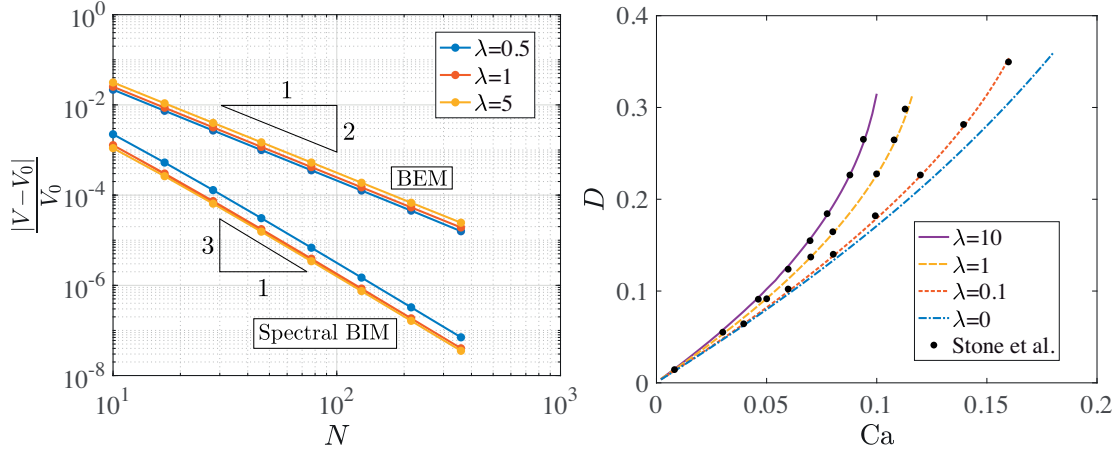 10^0
10^-2
10^-4
10^-6
10^-8
|V − V_0|
V_0
λ=0.5
λ=1
λ=5
1
2
BEM
3
1
Spectral BIM
10^1
10^2
10^3
N
0.4
0.3
0.2
0.1
0
D
λ=10
λ=1
λ=0.1
λ=0
Stone et al.
0
0.05
0.1
0.15
0.2
Ca